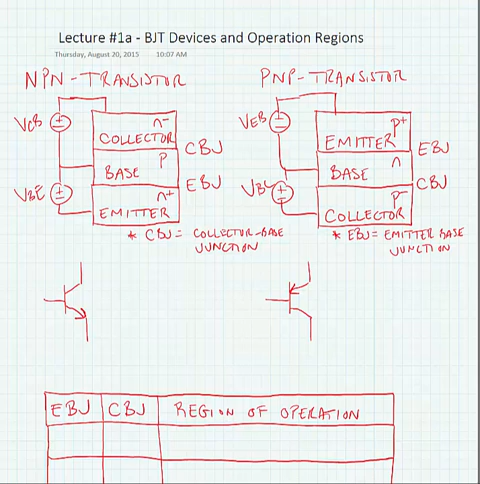 Lecture #1a - BJT Devices and Operation Regions
Thursday, August 20, 2015 10:07 AM
NPN-TRANSISTOR PNP-TRANSISTOR
VCB n- COLLECTOR CBJ
P BASE EBJ
VBE n+ EMITTER
* CBJ = COLLECTOR-BASE
JUNCTION
VEB P+ EMITTER EBJ
n BASE CBJ
VBC P- COLLECTOR
* EBJ = EMITTER BASE
JUNCTION
EBJ CBJ REGION OF OPERATION